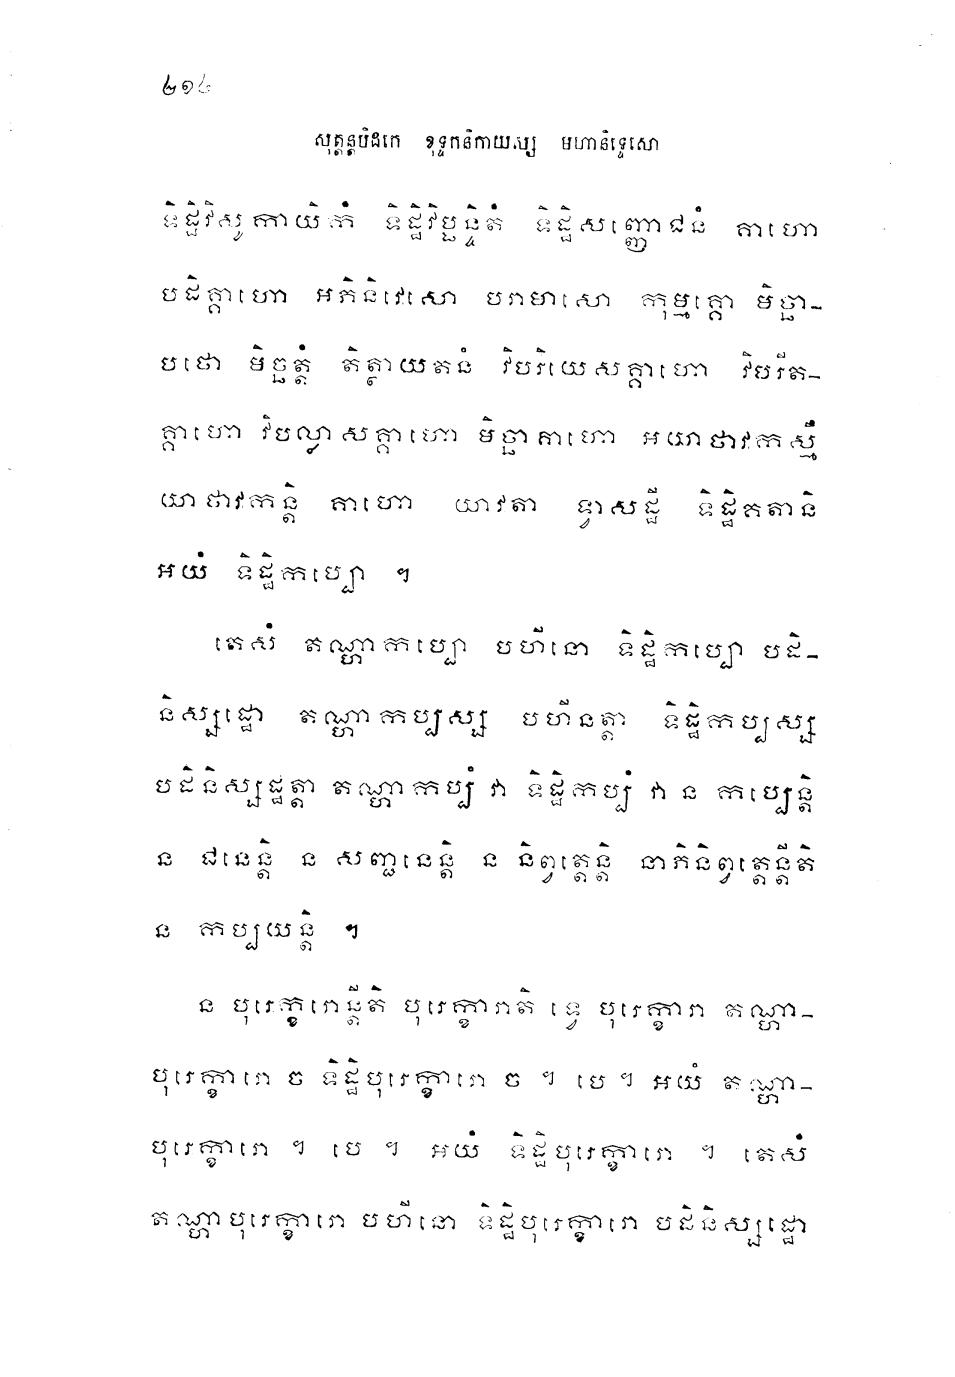 ២១៤
សុត្តន្តបិដកេ ខុទ្ទកនិកាយស្ស មហានិទ្ទេសោ
ទិដ្ឋិវិសូកាយិកំ ទិដ្ឋិវិប្ផន្ទិតំ ទិដ្ឋិសញ្ញោជនំ គាហោ
បដិគ្គាហោ អភិនិវេសោ បរាមាសោ កុម្មគ្គោ មិច្ឆា-
បថោ មិច្ឆត្តំ តិត្ថាយតនំ វិបរិយេសគ្គាហោ វិបរីត-
គ្គាហោ វិបល្លាសគ្គាហោ មិច្ឆាគាហោ អយាថាវកស្មឹ
យាថាវកន្តិ គាហោ យាវតា ទ្វាសដ្ឋី ទិដ្ឋិគតានិ
អយំ ទិដ្ឋិកប្បោ ។
តេសំ តណ្ហាកប្បោ បហីនោ ទិដ្ឋិកប្បោ បដិ-
និស្សដ្ឋោ តណ្ហាកប្បស្ស បហីនត្តា ទិដ្ឋិកប្បស្ស
បដិនិស្សដ្ឋត្តា តណ្ហាកប្បំ វា ទិដ្ឋិកប្បំ វា ន កប្បេន្តិ
ន ជនេន្តិ ន សញ្ជនេន្តិ ន និព្វត្តេន្តិ នាភិនិព្វត្តេន្តីតិ
ន កប្បយន្តិ ។
ន បុរេក្ខរោន្តីតិ បុរេក្ខារាតិ ទ្វេ បុរេក្ខារា តណ្ហា-
បុរេក្ខារោ ច ទិដ្ឋិបុរេក្ខារោ ច ។ បេ ។ អយំ តណ្ហា-
បុរេក្ខារោ ។ បេ ។ អយំ ទិដ្ឋិបុរេក្ខារោ ។ តេសំ
តណ្ហាបុរេក្ខារោ បហីនោ ទិដ្ឋិបុរេក្ខារោ បដិនិស្សដ្ឋោ